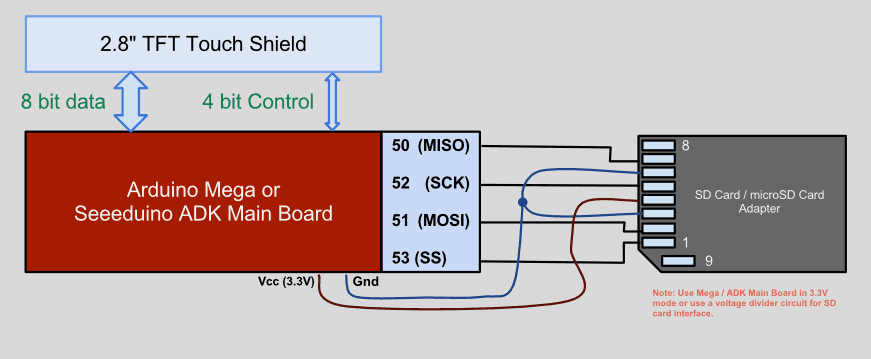 2.8" TFT Touch Shield
8 bit data
4 bit Control
Arduino Mega or
Seeeduino ADK Main Board
50 (MISO)
52 (SCK)
51 (MOSI)
53 (SS)
Vcc (3.3V)
Gnd
8
SD Card / microSD Card
Adapter
1
9
Note: Use Mega / ADK Main Board in 3.3V
mode or use a voltage divider circuit for SD
card interface.